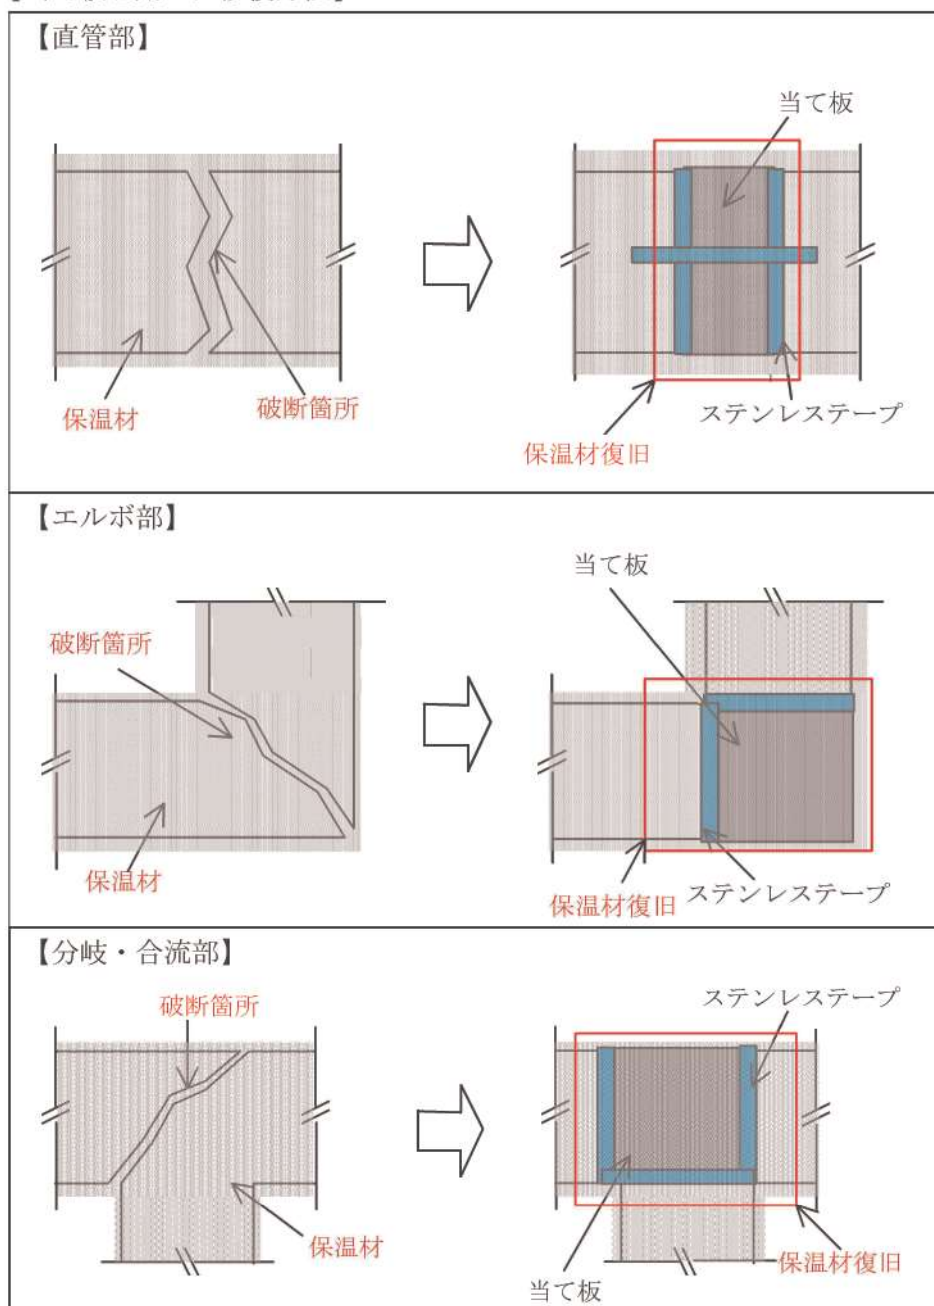 【直管部】
当て板
保温材
破断箇所
ステンレステープ
保温材復旧
【エルボ部】
当て板
破断箇所
保温材
ステンレステープ
保温材復旧
【分岐・合流部】
破断箇所
ステンレステープ
保温材
保温材復旧
当て板